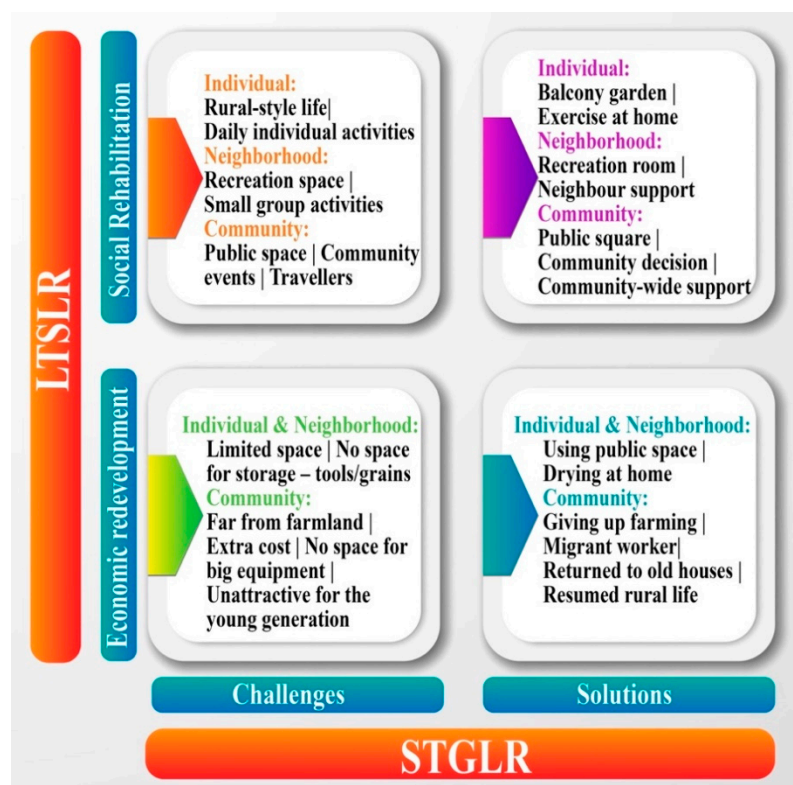 LTSLR
Social Rehabilitation
Individual:
Rural-style life|
Daily individual activities
Neighborhood:
Recreation space |
Small group activities
Community:
Public space | Community
events | Travellers
Individual:
Balcony garden |
Exercise at home
Neighborhood:
Recreation room |
Neighbour support
Community:
Public square |
Community decision |
Community-wide support
Economic redevelopment
Individual & Neighborhood:
Limited space | No space
for storage – tools/grains
Community:
Far from farmland |
Extra cost | No space for
big equipment |
Unattractive for the
young generation
Individual & Neighborhood:
Using public space |
Drying at home
Community:
Giving up farming |
Migrant worker|
Returned to old houses |
Resumed rural life
Challenges
Solutions
STGLR